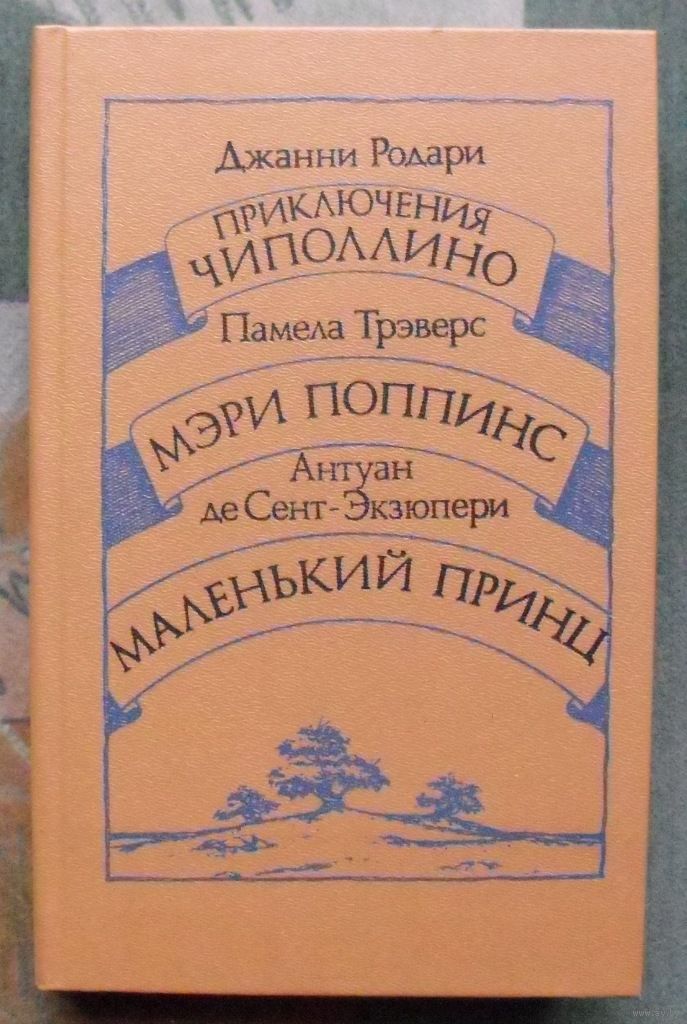 Джанни Родари
ПРИКЛЮЧЕНИЯ
ЧИПОЛЛИНО
Памела Трэверс
МЭРИ ПОППИНС
Антуан
де Сент-Экзюпери
МАЛЕНЬКИЙ ПРИНЦ